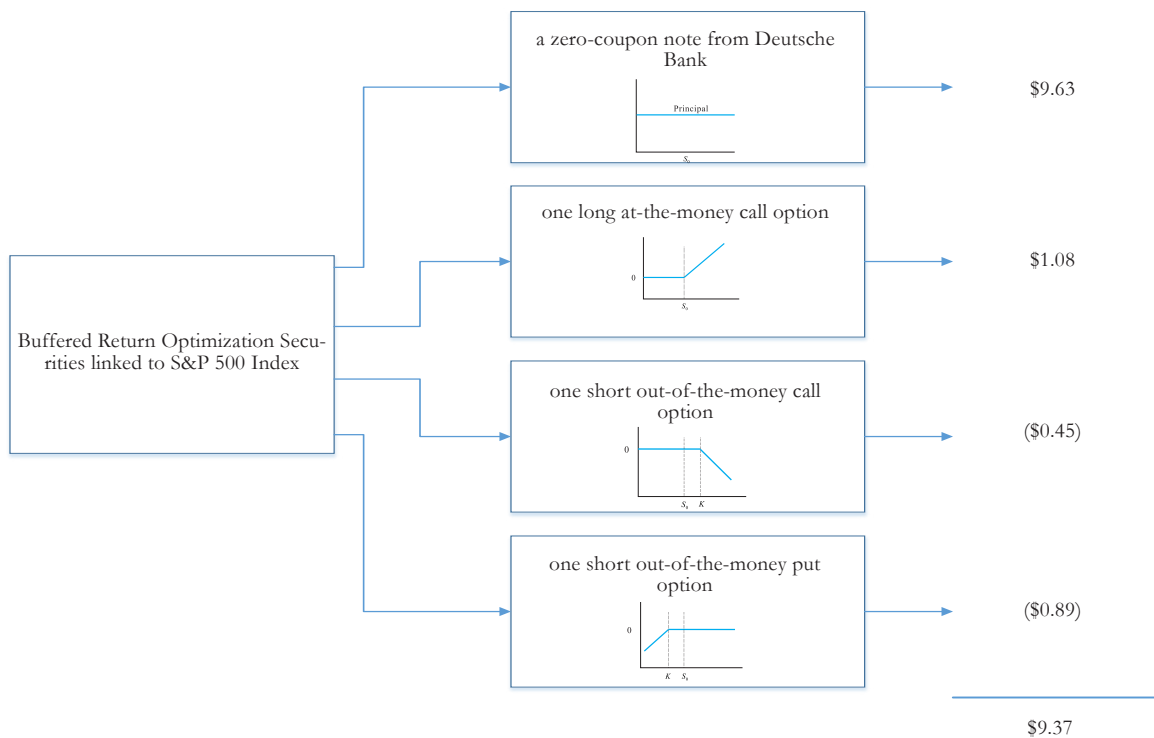 a zero-coupon note from Deutsche
Bank
Principal
S₀
$9.63
one long at-the-money call option
0
S₀
$1.08
Buffered Return Optimization Secu-
rities linked to S&P 500 Index
one short out-of-the-money call
option
0
S₀ K
($0.45)
one short out-of-the-money put
option
0
K S₀
($0.89)
$9.37